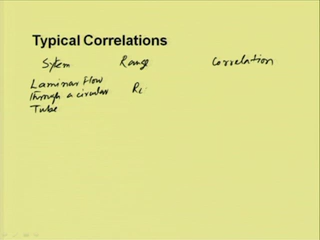 Typical Correlations
System Range Correlation
Laminar Flow
through a circular Re
Tube